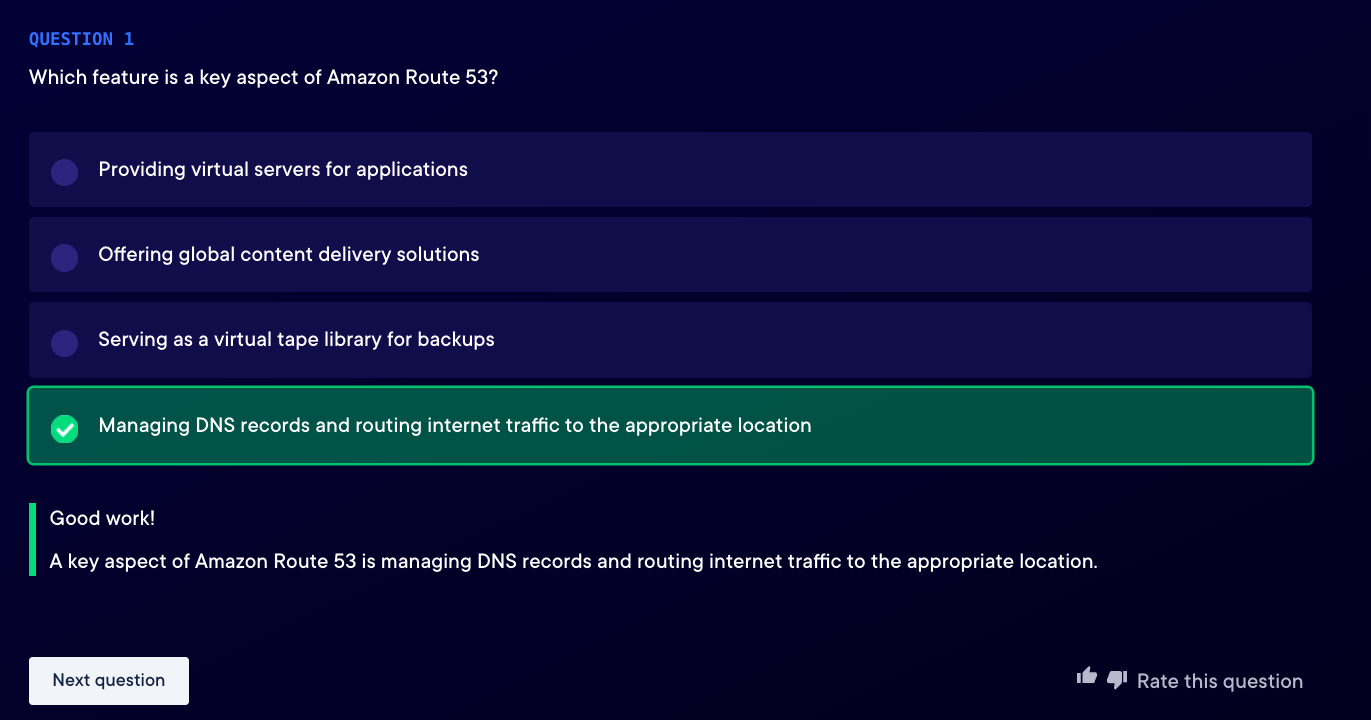 QUESTION 1
Which feature is a key aspect of Amazon Route 53?
Providing virtual servers for applications
Offering global content delivery solutions
Serving as a virtual tape library for backups
Managing DNS records and routing internet traffic to the appropriate location
Good work!
A key aspect of Amazon Route 53 is managing DNS records and routing internet traffic to the appropriate location.
Next question
Rate this question